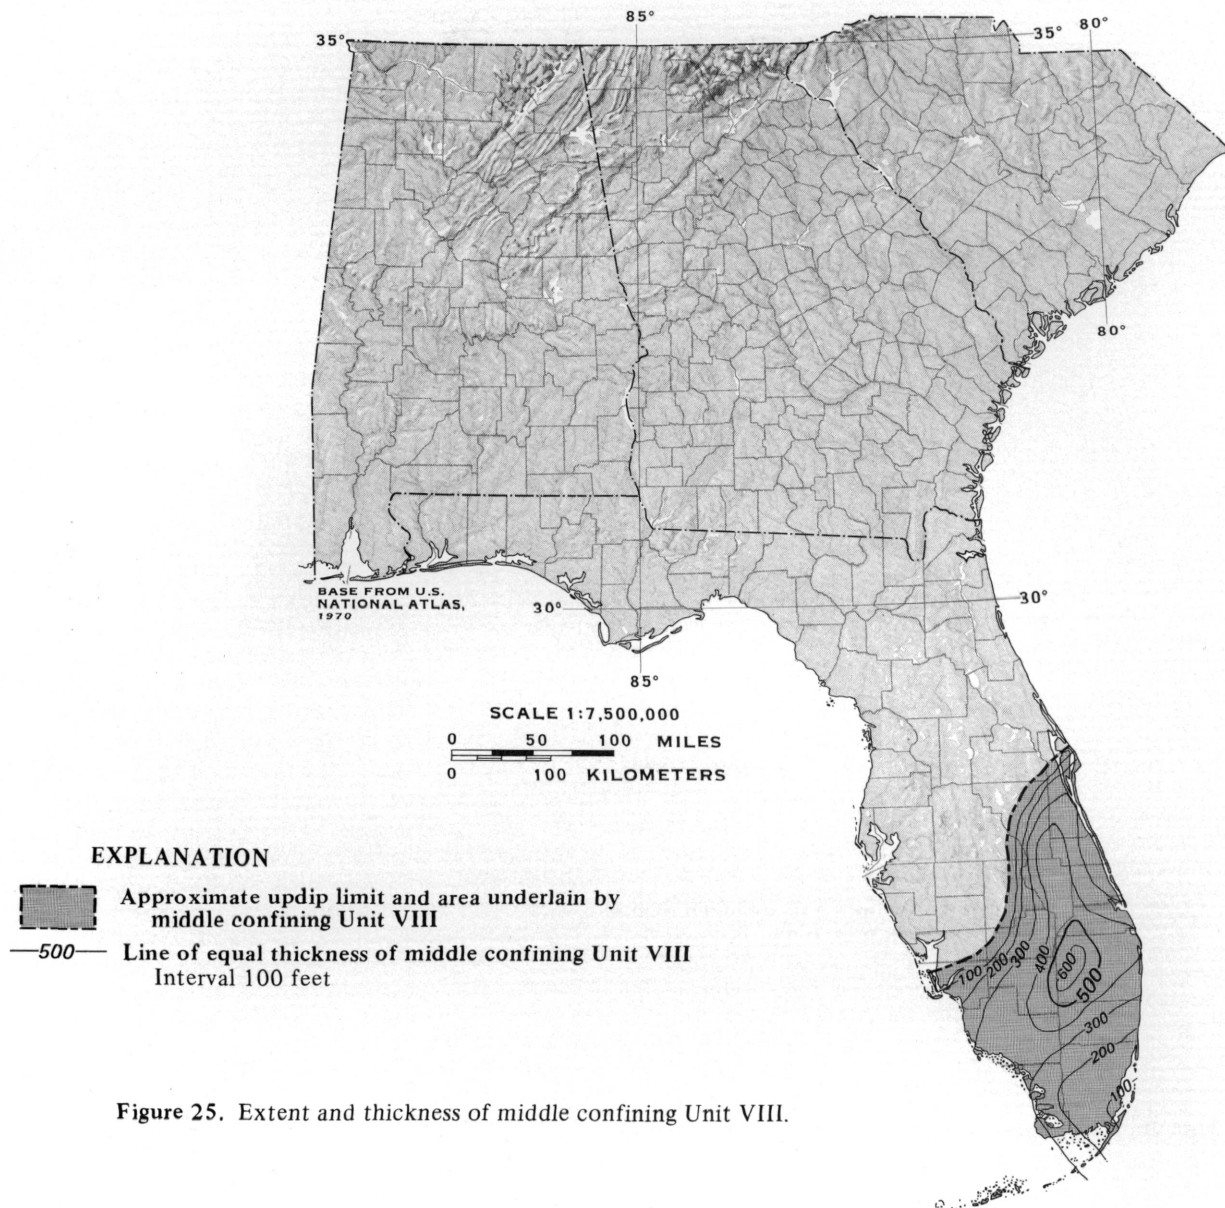 85°
80°
35°
35°
80°
BASE FROM U.S.
NATIONAL ATLAS,
1970
30°
30°
85°
SCALE 1:7,500,000
0 50 100 MILES
0 100 KILOMETERS
EXPLANATION
Approximate updip limit and area underlain by
middle confining Unit VIII
500 Line of equal thickness of middle confining Unit VIII
Interval 100 feet
100
200
300
400
600
500
300
200
100
Figure 25. Extent and thickness of middle confining Unit VIII.